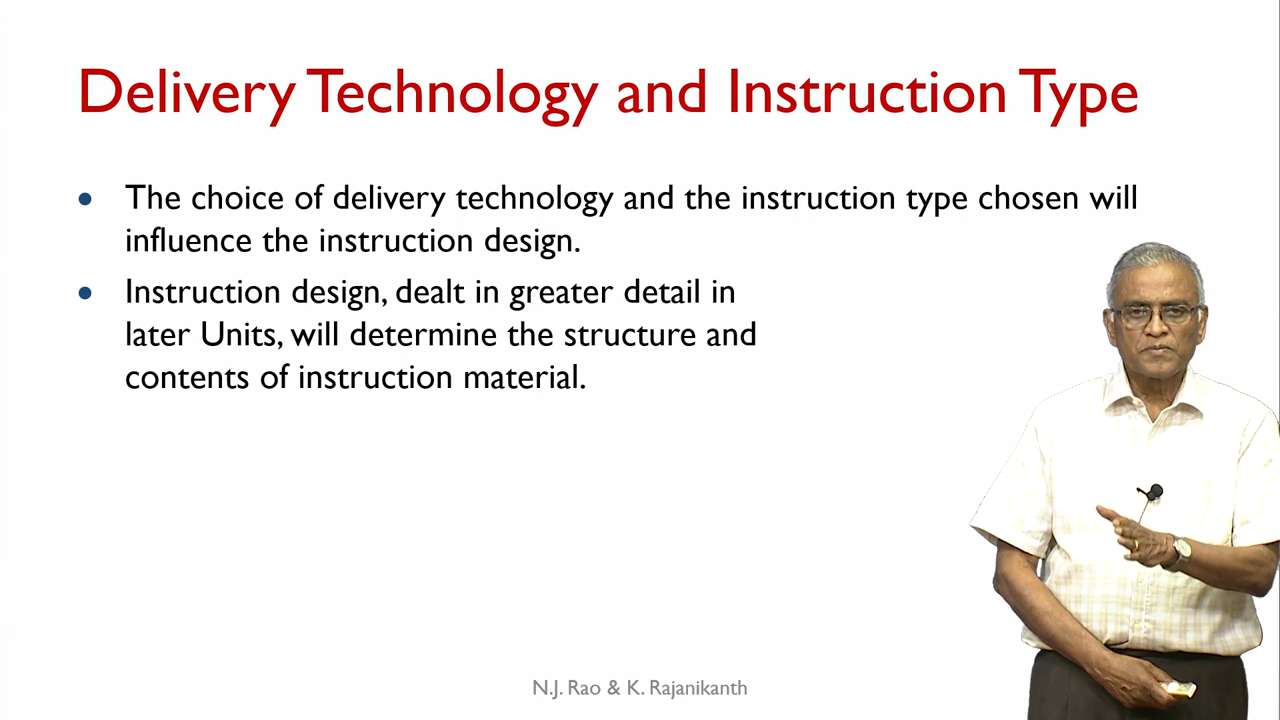 Delivery Technology and Instruction Type
• The choice of delivery technology and the instruction type chosen will
influence the instruction design.
• Instruction design, dealt in greater detail in
later Units, will determine the structure and
contents of instruction material.
N.J. Rao & K. Rajanikanth